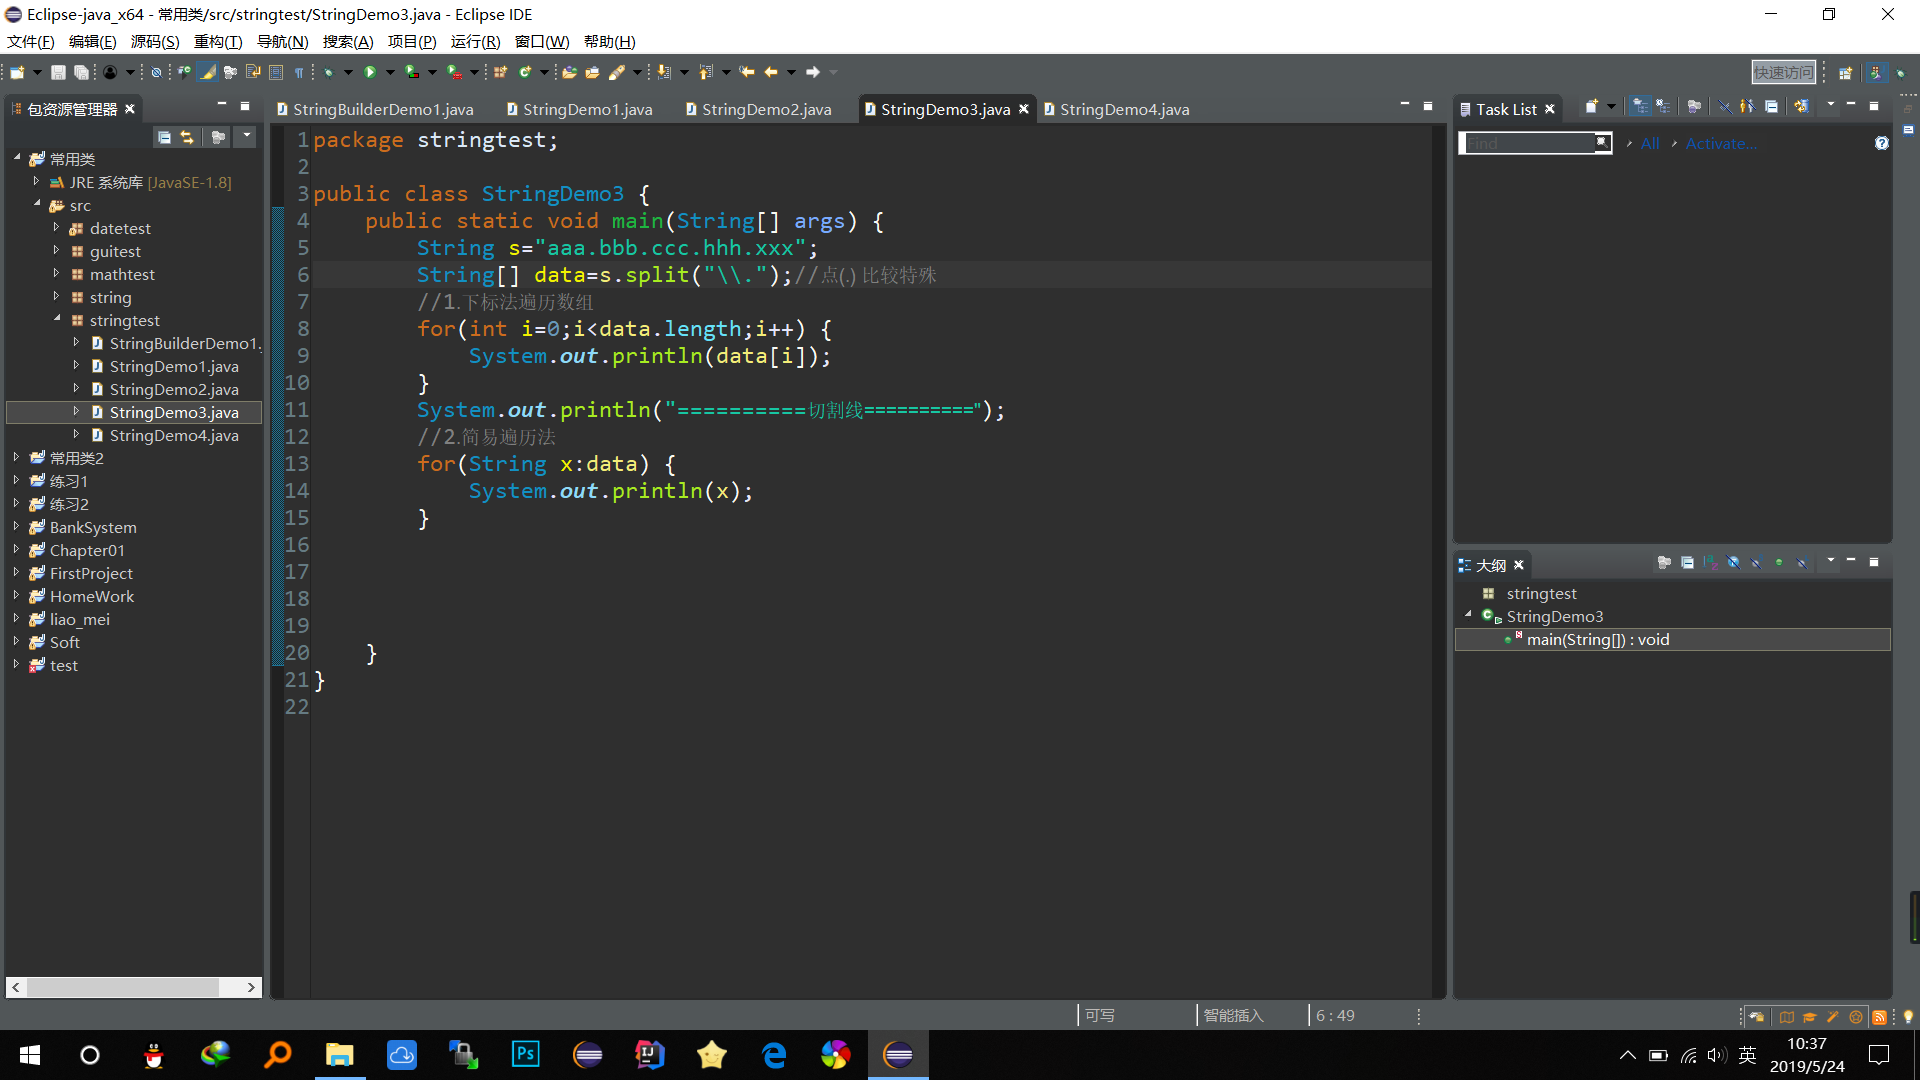 Eclipse-java_x64 - 常用类/src/stringtest/StringDemo3.java - Eclipse IDE
文件(F) 编辑(E) 源码(S) 重构(T) 导航(N) 搜索(A) 项目(P) 运行(R) 窗口(W) 帮助(H)
快速访问
包资源管理器
常用类
JRE 系统库 [JavaSE-1.8]
src
datetest
guitest
mathtest
string
stringtest
StringBuilderDemo1.
StringDemo1.java
StringDemo2.java
StringDemo3.java
StringDemo4.java
常用类2
练习1
练习2
BankSystem
Chapter01
FirstProject
HomeWork
liao_mei
Soft
test
StringBuilderDemo1.java StringDemo1.java StringDemo2.java StringDemo3.java StringDemo4.java
1 package stringtest;
2
3 public class StringDemo3 {
4     public static void main(String[] args) {
5         String s="aaa.bbb.ccc.hhh.xxx";
6         String[] data=s.split("\\.");//点(.) 比较特殊
7         //1.下标法遍历数组
8         for(int i=0;i<data.length;i++) {
9             System.out.println(data[i]);
10         }
11         System.out.println("==========切割线==========");
12         //2.简易遍历法
13         for(String x:data) {
14             System.out.println(x);
15         }
16
17
18
19
20     }
21 }
22
Task List
Find All Activate...
大纲
stringtest
StringDemo3
main(String[]) : void
可写 智能插入 6 : 49
Ps IJ 英 10:37
2019/5/24